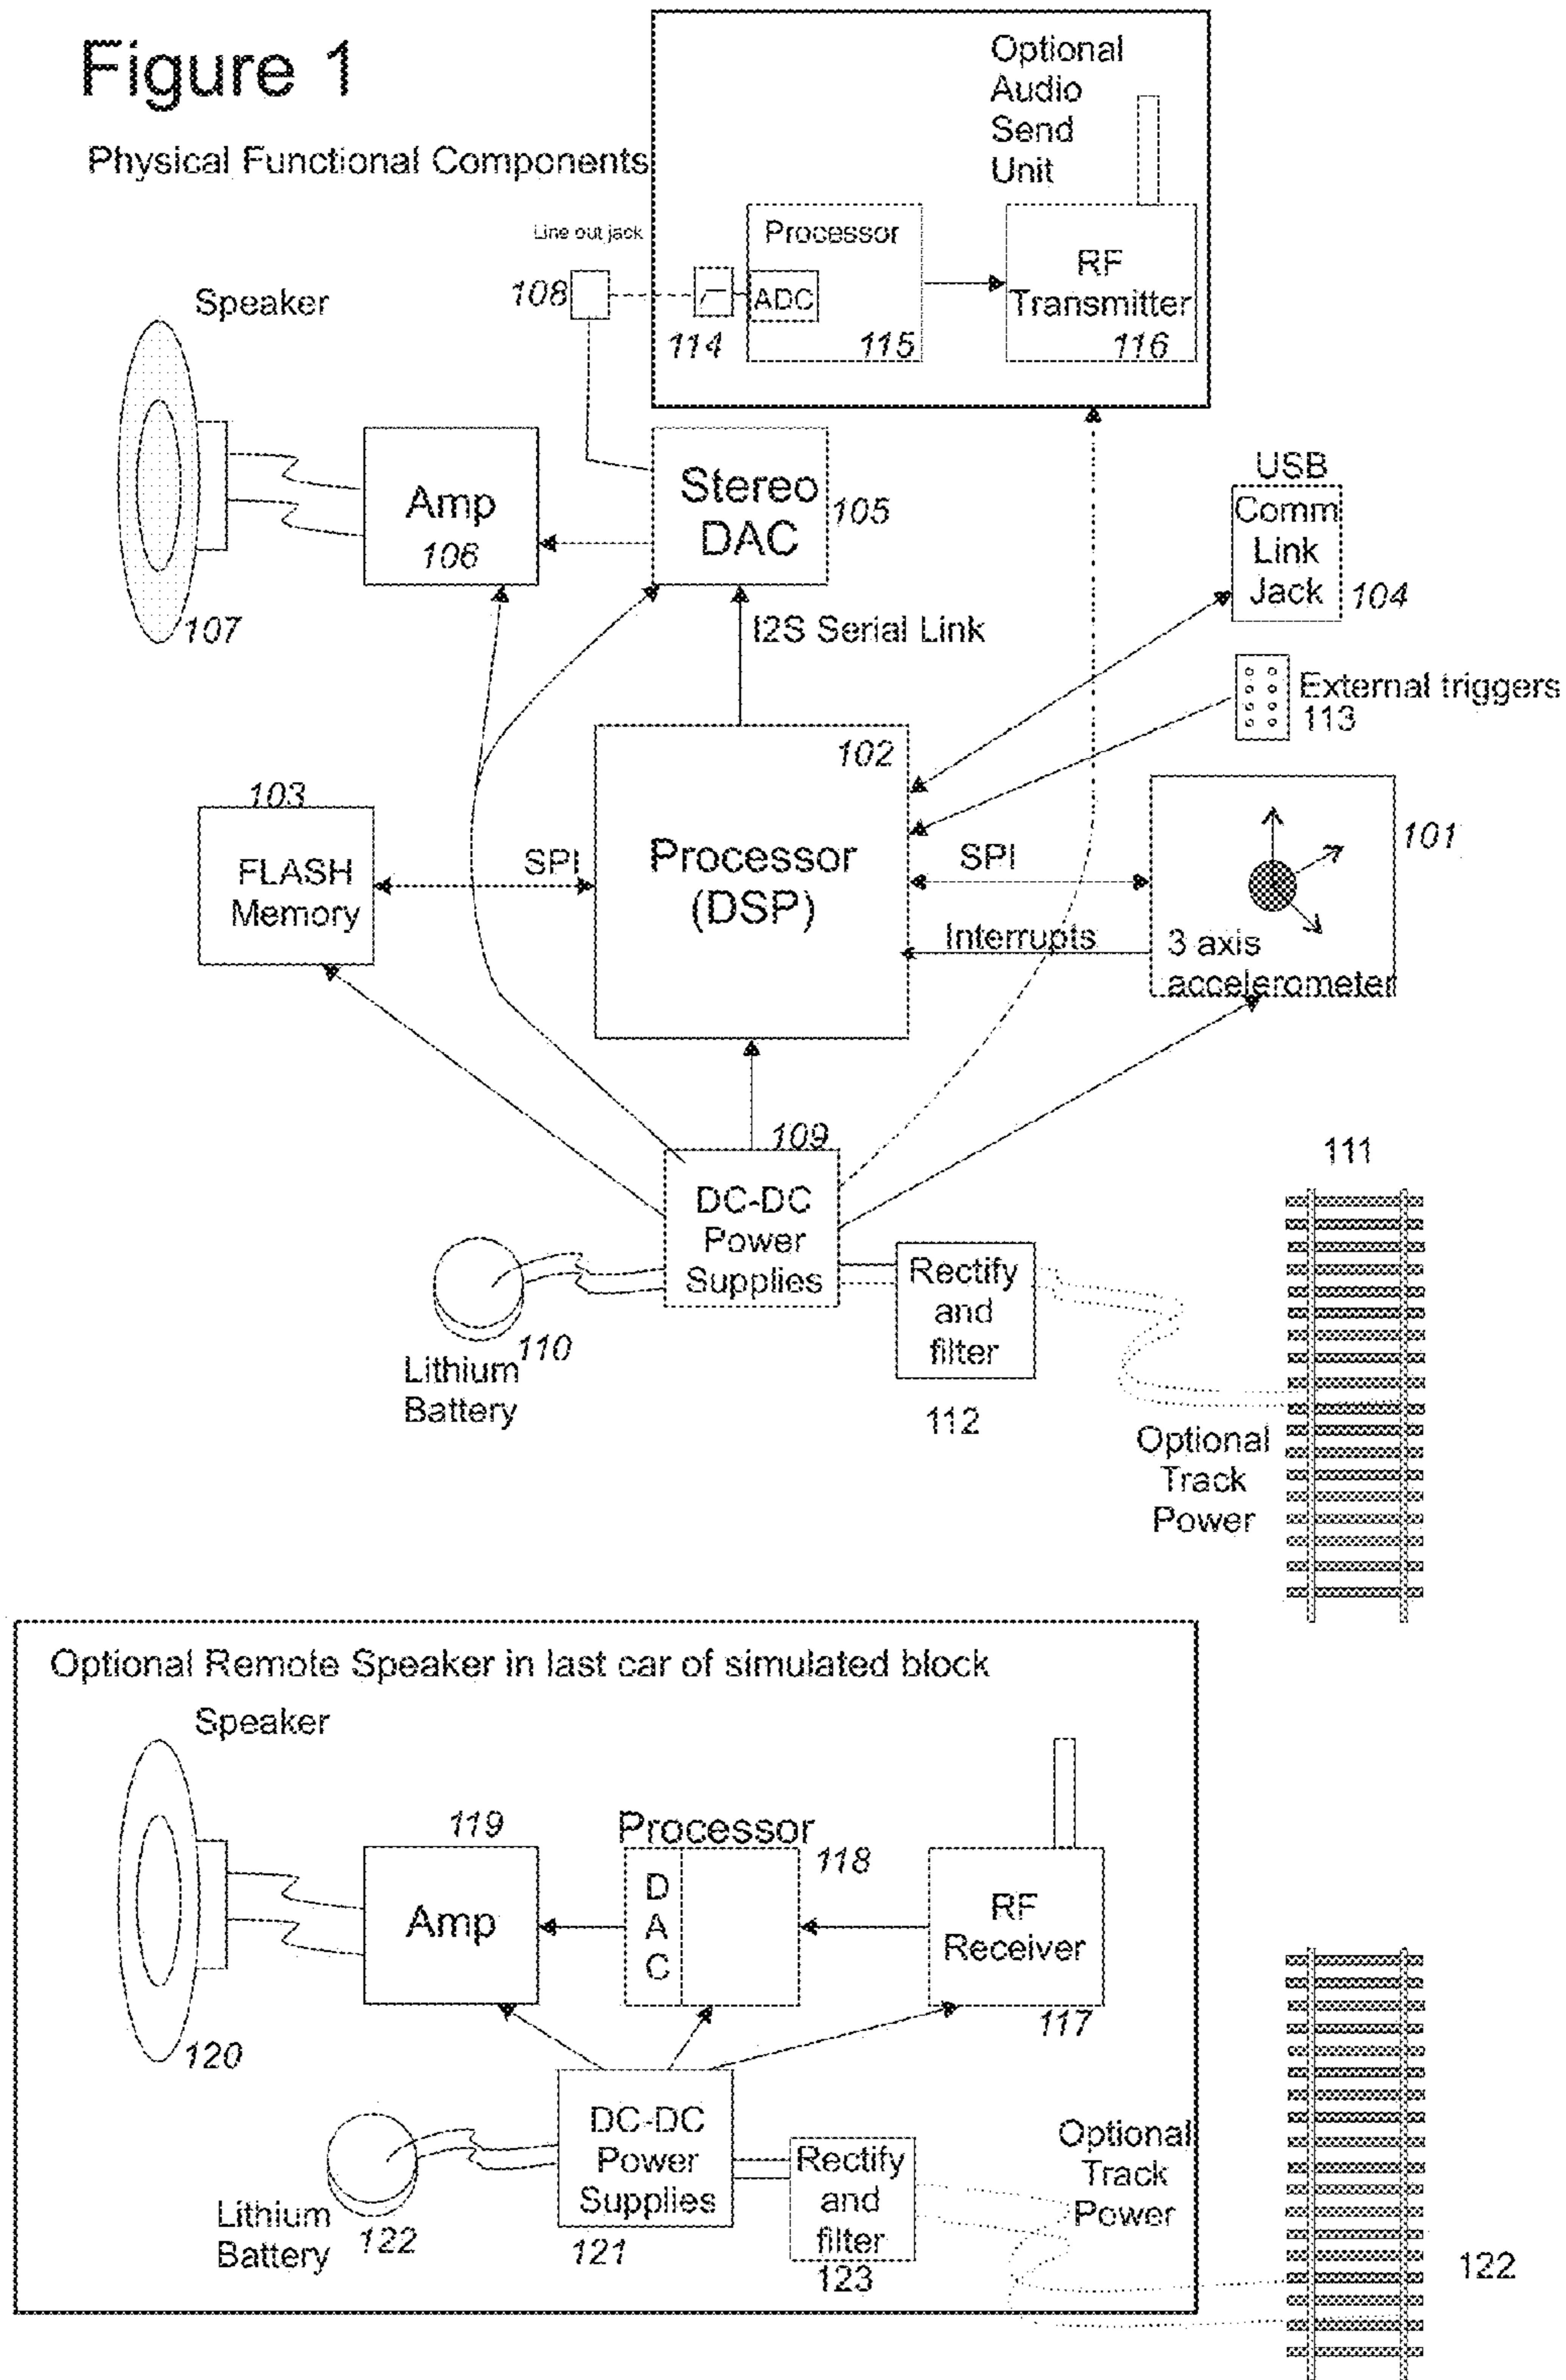 Figure 1
Physical Functional Components
Optional
Audio
Send
Unit
Line out jack
108
114
Processor
ADC
115
RF
Transmitter
116
Speaker
107
Amp
106
Stereo
DAC
105
I2S Serial Link
USB
Comm
Link
Jack
104
External triggers
113
103
FLASH
Memory
SPI
102
Processor
(DSP)
SPI
Interrupts
101
3 axis
accelerometer
109
DC-DC
Power
Supplies
110
Lithium
Battery
Rectify
and
filter
112
111
Optional
Track
Power
Optional Remote Speaker in last car of simulated block
Speaker
120
119
Amp
Processor
118
D
A
C
RF
Receiver
117
DC-DC
Power
Supplies
121
Lithium
Battery
122
Rectify
and
filter
123
Optional
Track
Power
122